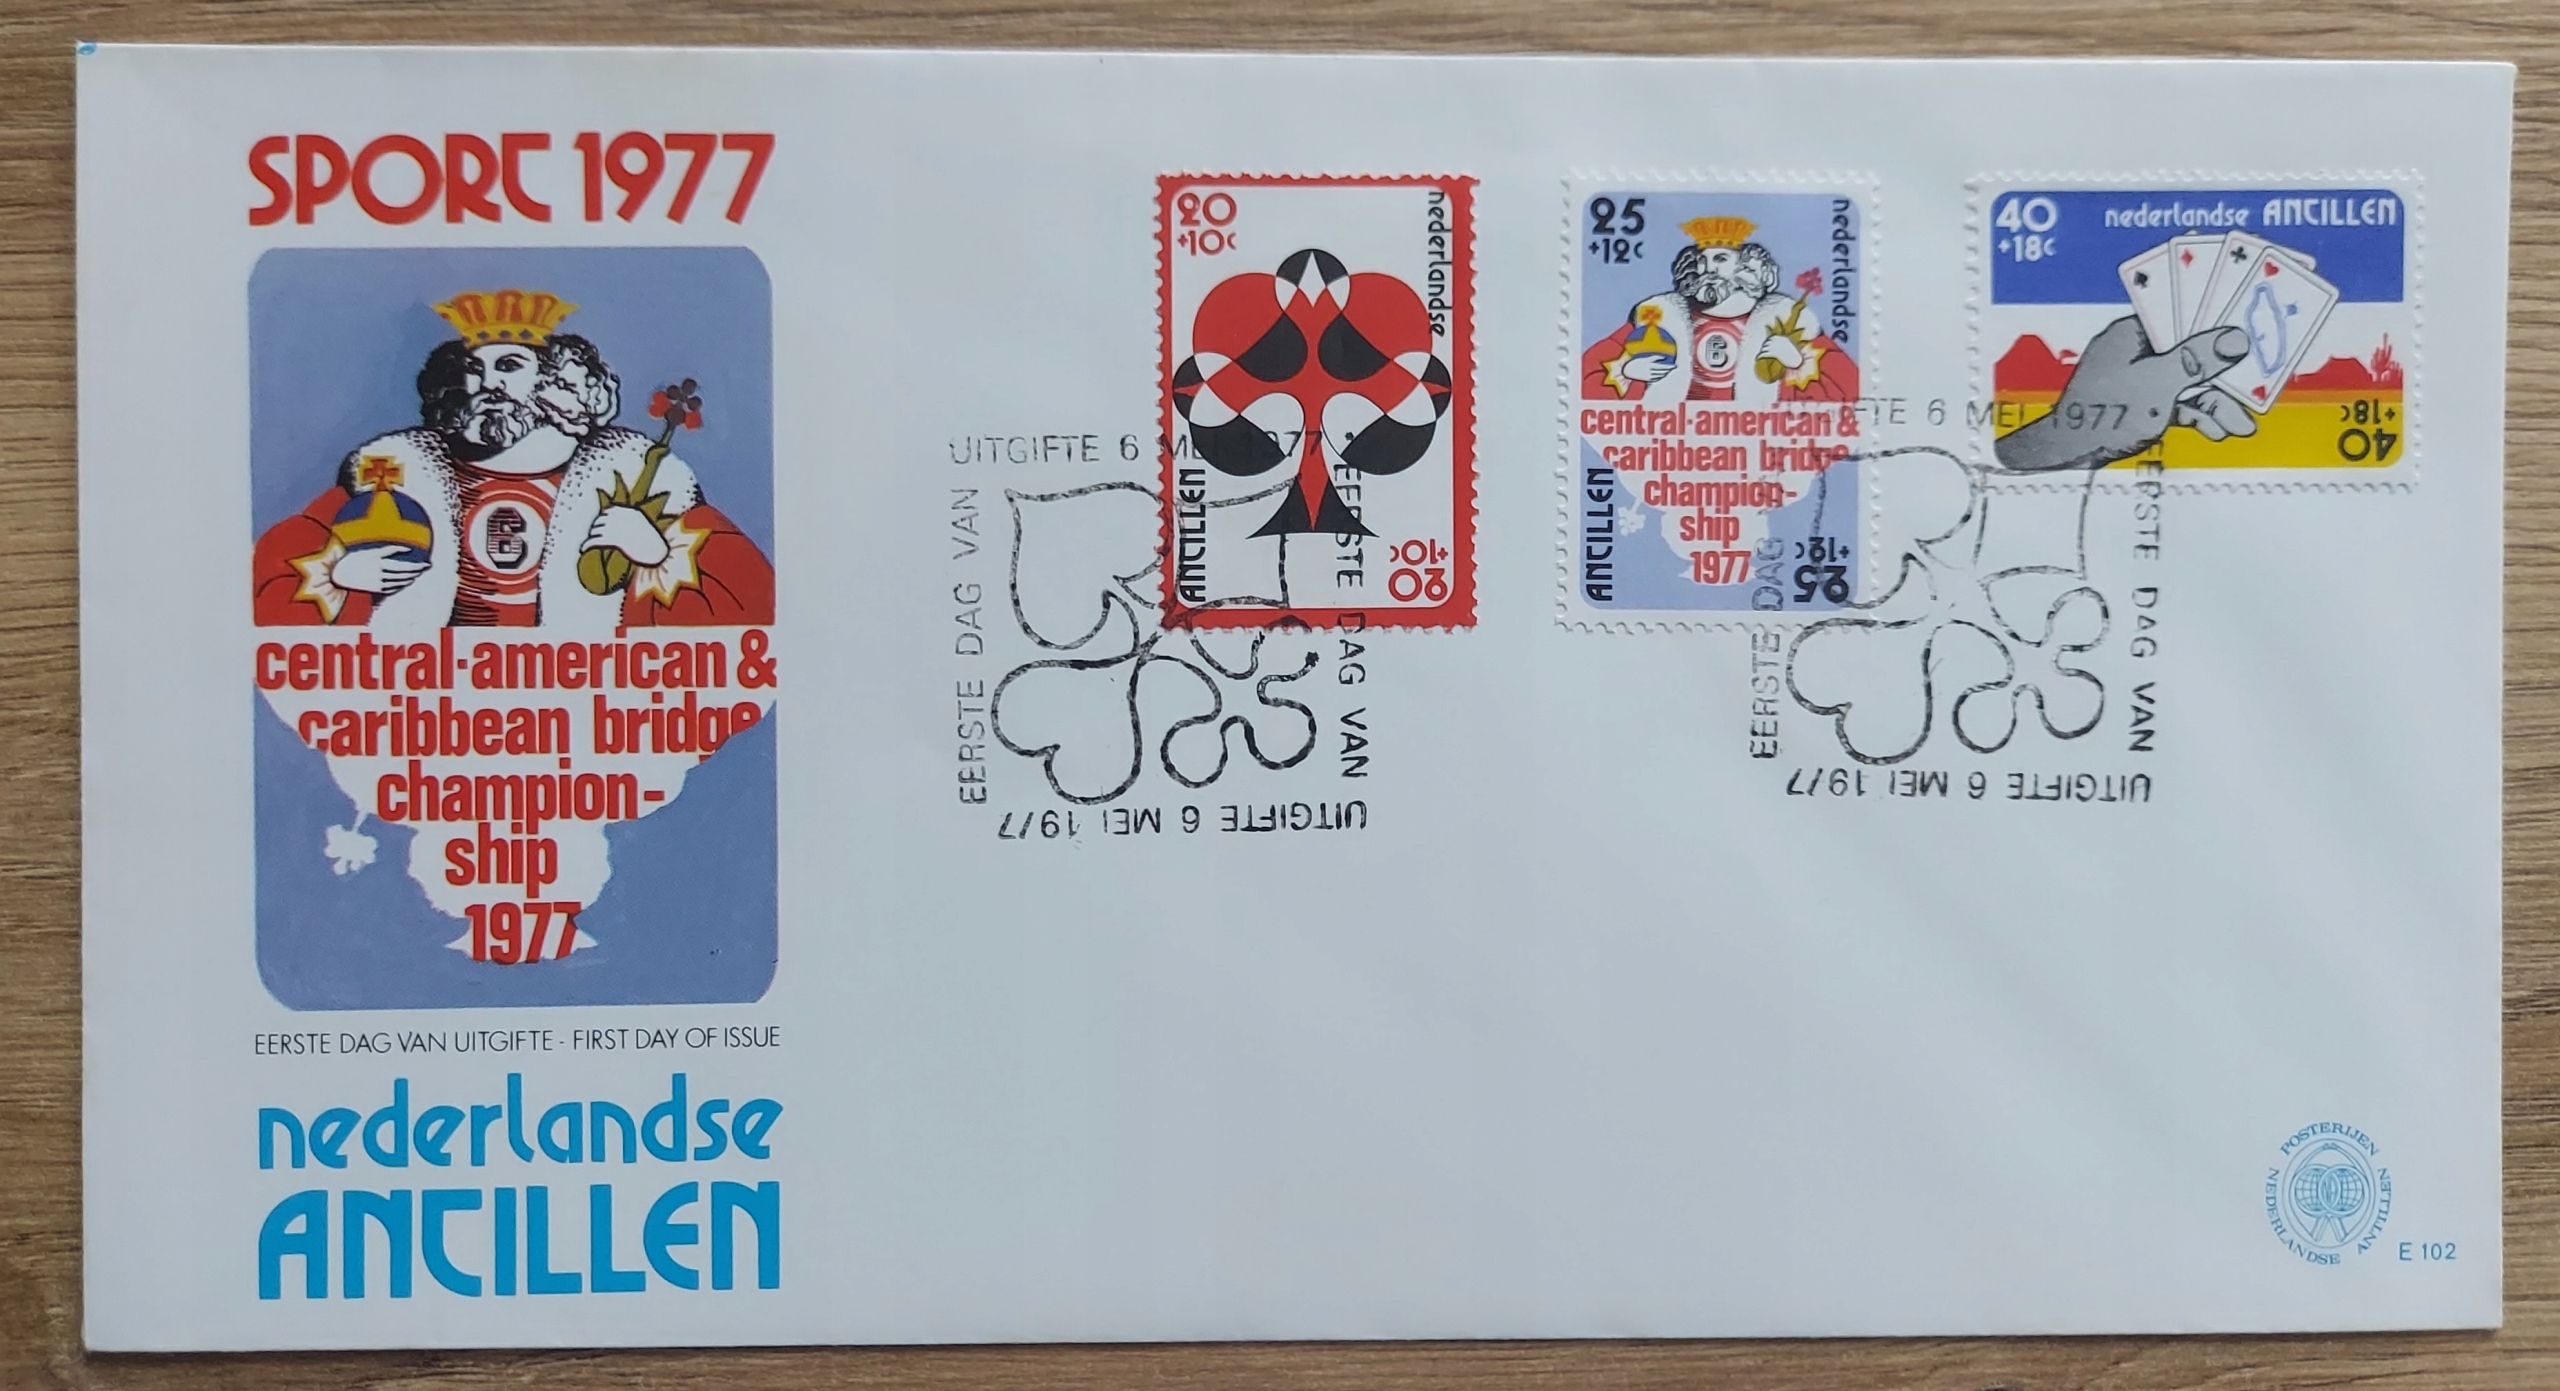 SPORT 1977
6
central-american &
caribbean bridge
champion-
ship
1977
EERSTE DAG VAN UITGIFTE - FIRST DAY OF ISSUE
nederlandse
ANTILLEN
20
+10c
nederlandse
ANTILLEN
20
+10c
25
+12c
nederlandse
6
central-american &
caribbean bridge
champion-
ship
1977
ANTILLEN
25
+12c
40
+18c
nederlandse ANTILLEN
40
+18c
EERSTE DAG VAN
UITGIFTE 6 MEI 1977 •
EERSTE DAG VAN
UITGIFTE 6 MEI 1977
EERSTE DAG
6 MEI 1977 •
EERSTE DAG VAN
UITGIFTE 6 MEI 1977
POSTERIJEN
NEDERLANDSE ANTILLEN
E 102